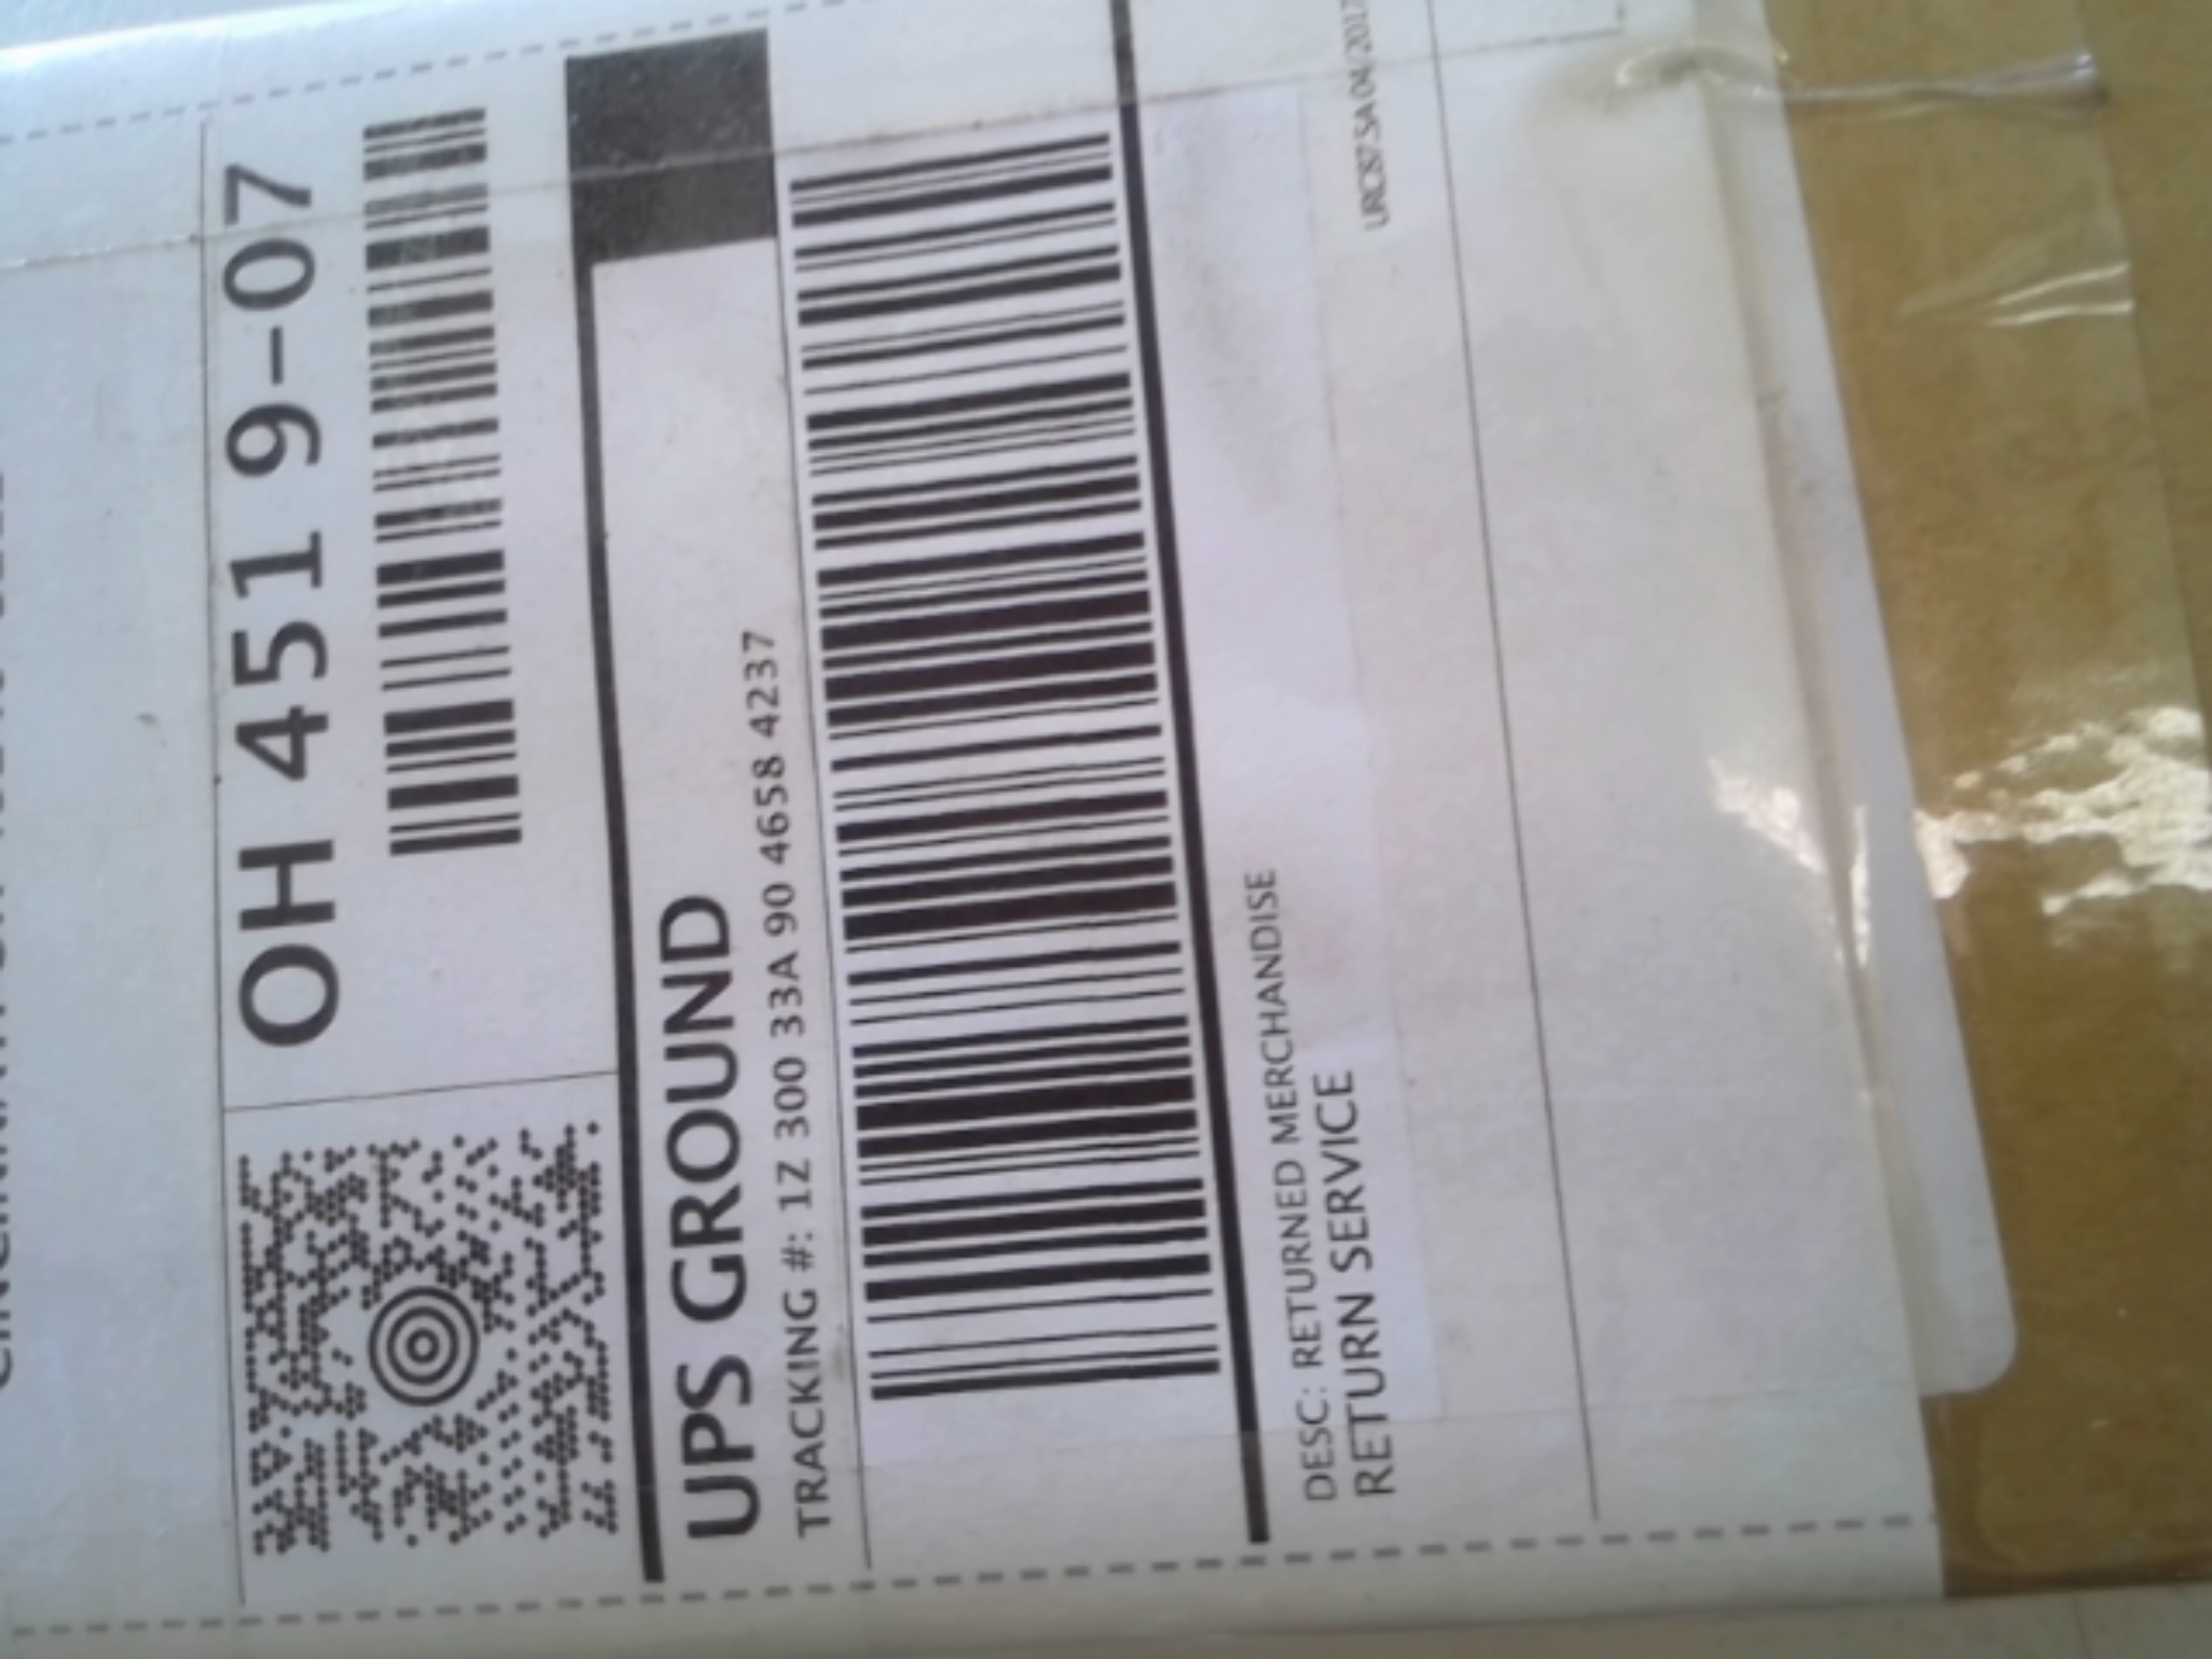 OH 451 9-07
UPS GROUND
TRACKING #: 1Z 300 33A 90 4658 4237
DESC: RETURNED MERCHANDISE
RETURN SERVICE